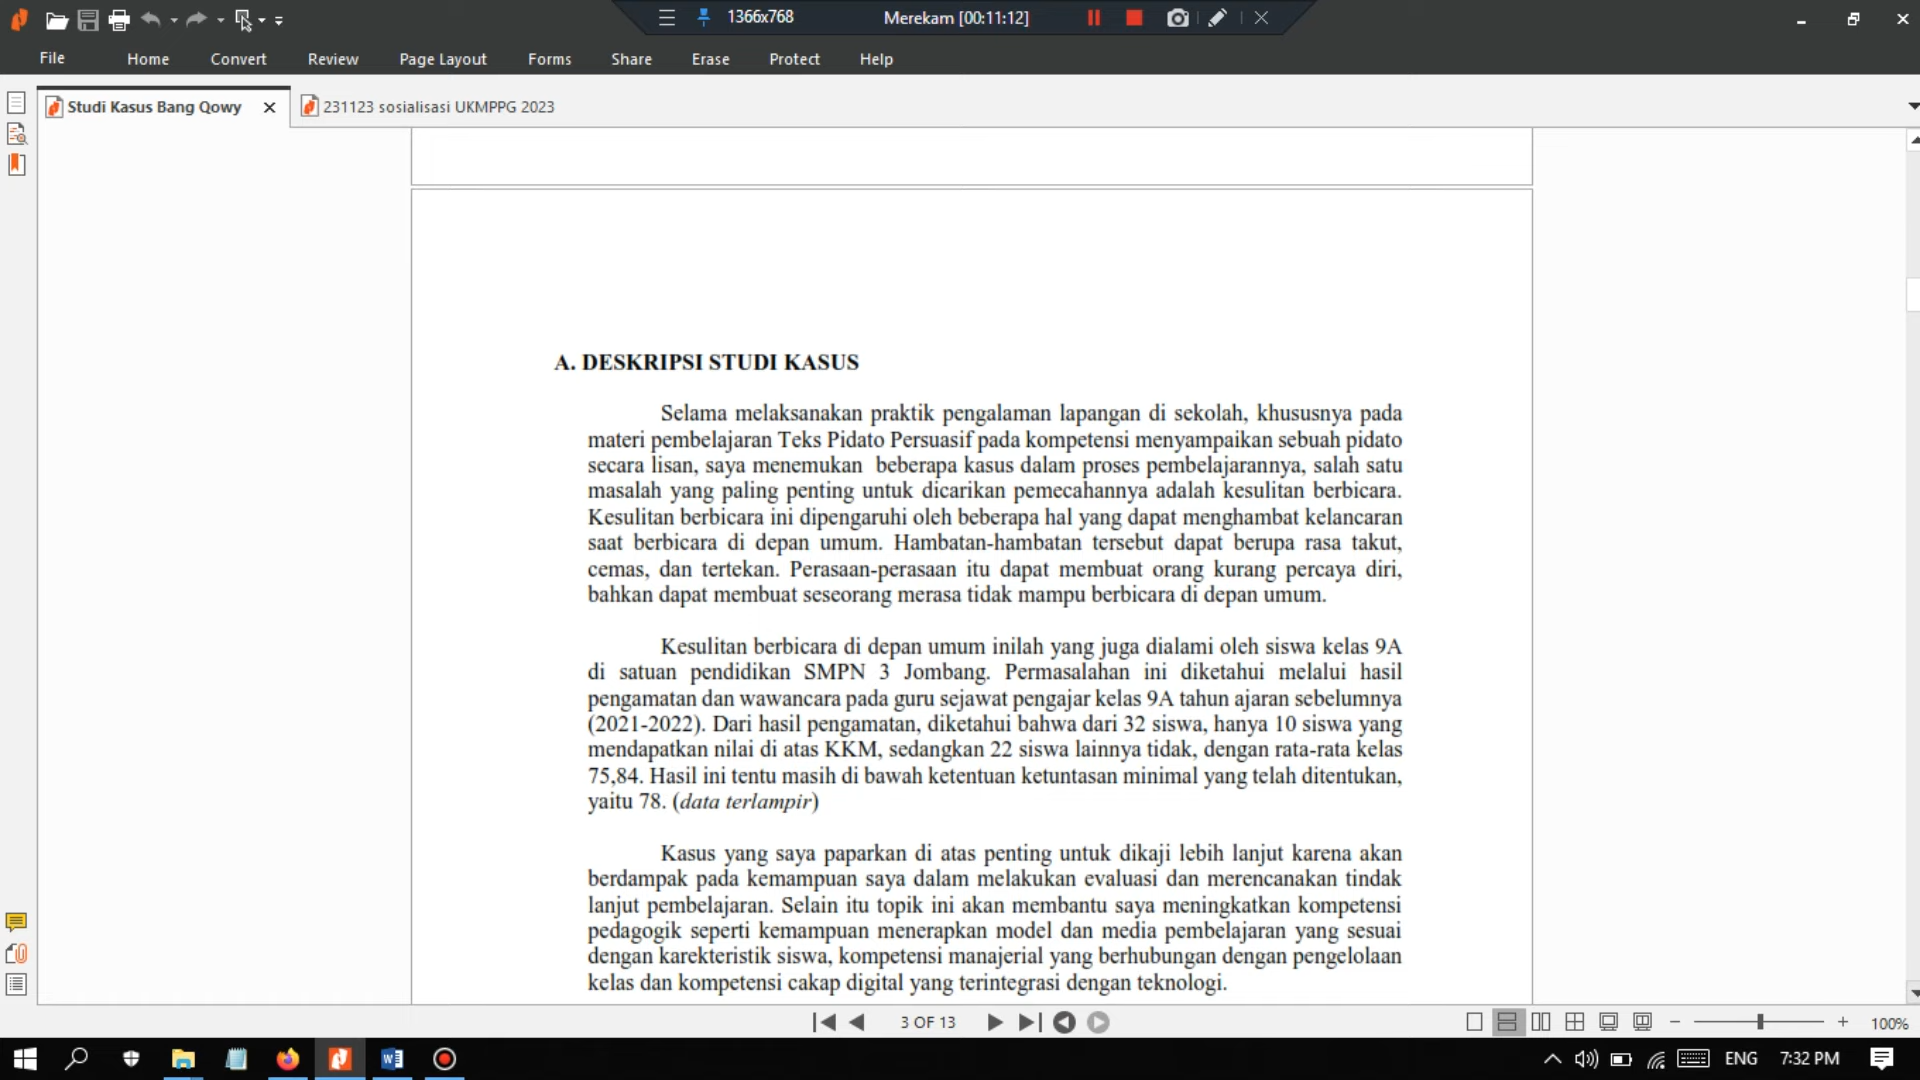 1366x768
Merekam [00:11:12]
File
Home
Convert
Review
Page Layout
Forms
Share
Erase
Protect
Help
Studi Kasus Bang Qowy
231123 sosialisasi UKMPPG 2023
A. DESKRIPSI STUDI KASUS
Selama melaksanakan praktik pengalaman lapangan di sekolah, khususnya pada
materi pembelajaran Teks Pidato Persuasif pada kompetensi menyampaikan sebuah pidato
secara lisan, saya menemukan beberapa kasus dalam proses pembelajarannya, salah satu
masalah yang paling penting untuk dicarikan pemecahannya adalah kesulitan berbicara.
Kesulitan berbicara ini dipengaruhi oleh beberapa hal yang dapat menghambat kelancaran
saat berbicara di depan umum. Hambatan-hambatan tersebut dapat berupa rasa takut,
cemas, dan tertekan. Perasaan-perasaan itu dapat membuat orang kurang percaya diri,
bahkan dapat membuat seseorang merasa tidak mampu berbicara di depan umum.
Kesulitan berbicara di depan umum inilah yang juga dialami oleh siswa kelas 9A
di satuan pendidikan SMPN 3 Jombang. Permasalahan ini diketahui melalui hasil
pengamatan dan wawancara pada guru sejawat pengajar kelas 9A tahun ajaran sebelumnya
(2021-2022). Dari hasil pengamatan, diketahui bahwa dari 32 siswa, hanya 10 siswa yang
mendapatkan nilai di atas KKM, sedangkan 22 siswa lainnya tidak, dengan rata-rata kelas
75,84. Hasil ini tentu masih di bawah ketentuan ketuntasan minimal yang telah ditentukan,
yaitu 78. (data terlampir)
Kasus yang saya paparkan di atas penting untuk dikaji lebih lanjut karena akan
berdampak pada kemampuan saya dalam melakukan evaluasi dan merencanakan tindak
lanjut pembelajaran. Selain itu topik ini akan membantu saya meningkatkan kompetensi
pedagogik seperti kemampuan menerapkan model dan media pembelajaran yang sesuai
dengan karekteristik siswa, kompetensi manajerial yang berhubungan dengan pengelolaan
kelas dan kompetensi cakap digital yang terintegrasi dengan teknologi.
3 OF 13
100%
ENG
7:32 PM